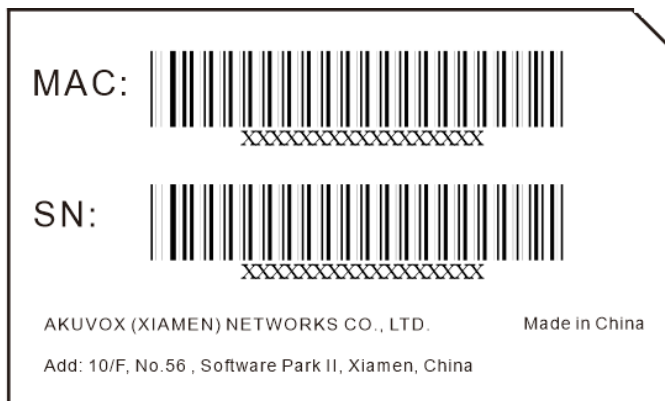 MAC:
XXXXXXXXXXXXXXXXXX
SN:
XXXXXXXXXXXXXXXXXX
AKUVOX (XIAMEN) NETWORKS CO., LTD. Made in China
Add: 10/F, No.56 , Software Park II, Xiamen, China